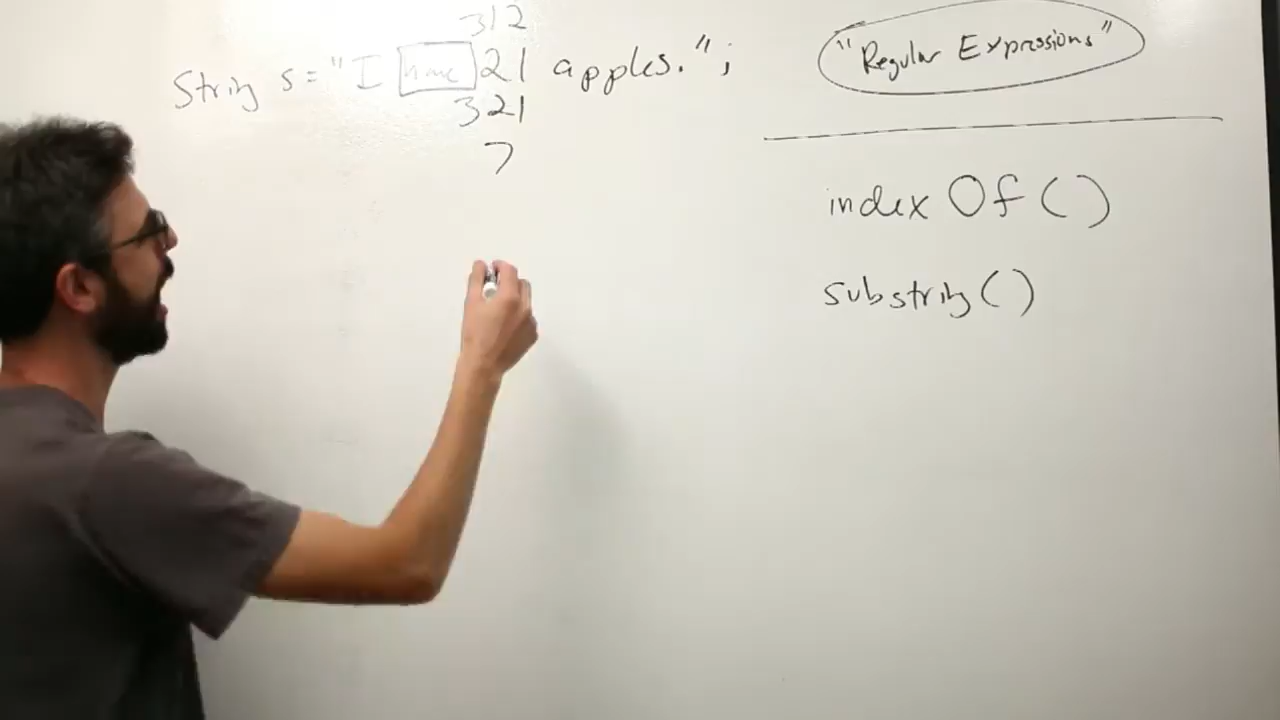 312
String s = "I have 21 apples.";
321
7
"Regular Expressions"
indexOf()
substring()